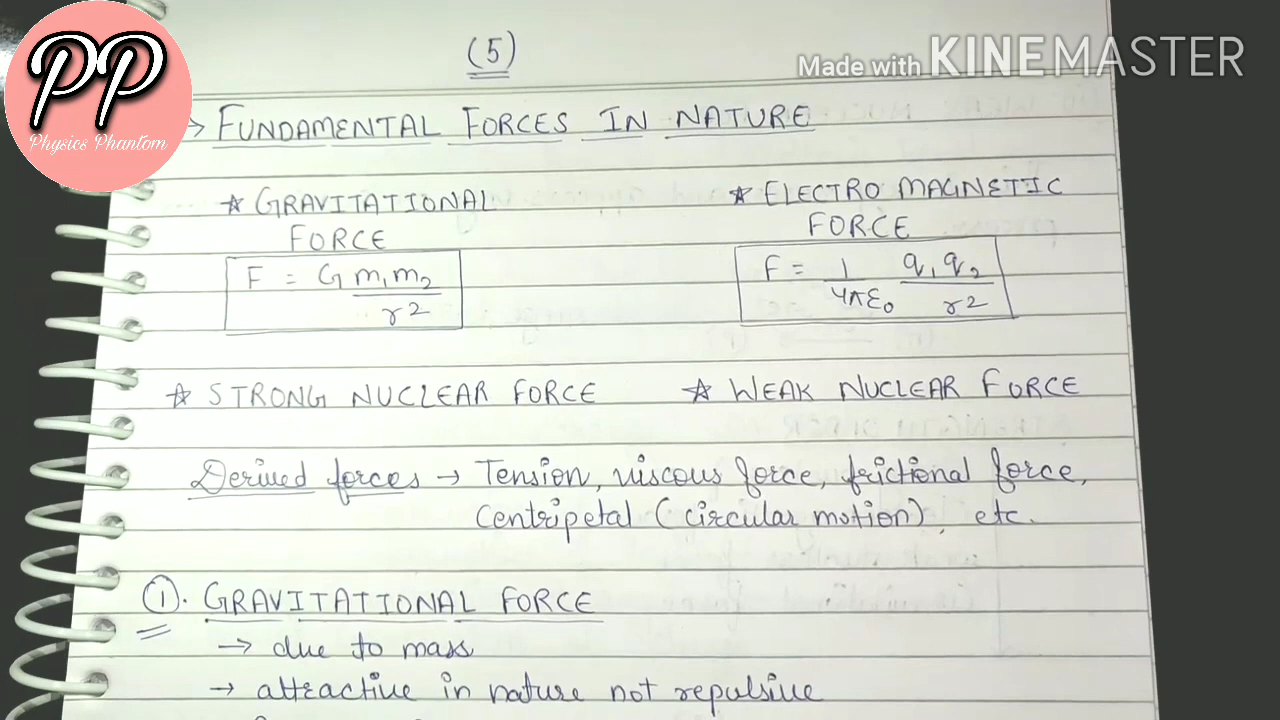 PP
Physics Phantom
Made with KINEMASTER
(5)
→ FUNDAMENTAL FORCES IN NATURE
☆ GRAVITATIONAL FORCE
F = G m₁m₂ / r²
☆ ELECTRO MAGNETIC FORCE
F = 1 / 4πε₀ q₁q₂ / r²
☆ STRONG NUCLEAR FORCE ☆ WEAK NUCLEAR FORCE
Derived forces → Tension, viscous force, frictional force,
Centripetal (circular motion), etc.
①. GRAVITATIONAL FORCE
→ due to mass
→ attractive in nature not repulsive